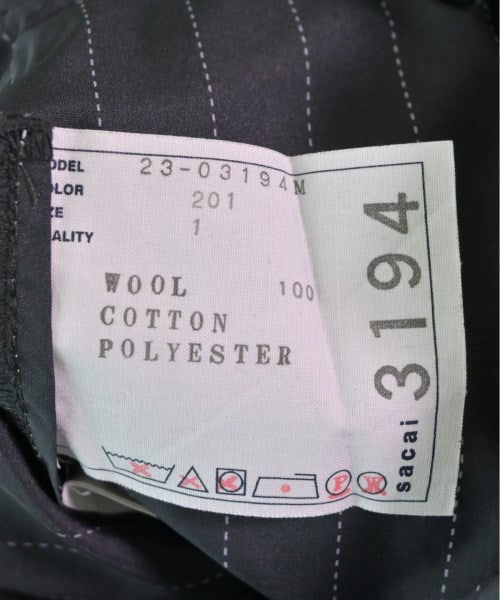 ODEL 23-03194M
OLOR 201
ZE 1
ALITY
WOOL 100
COTTON
POLYESTER
P W
sacai 3194